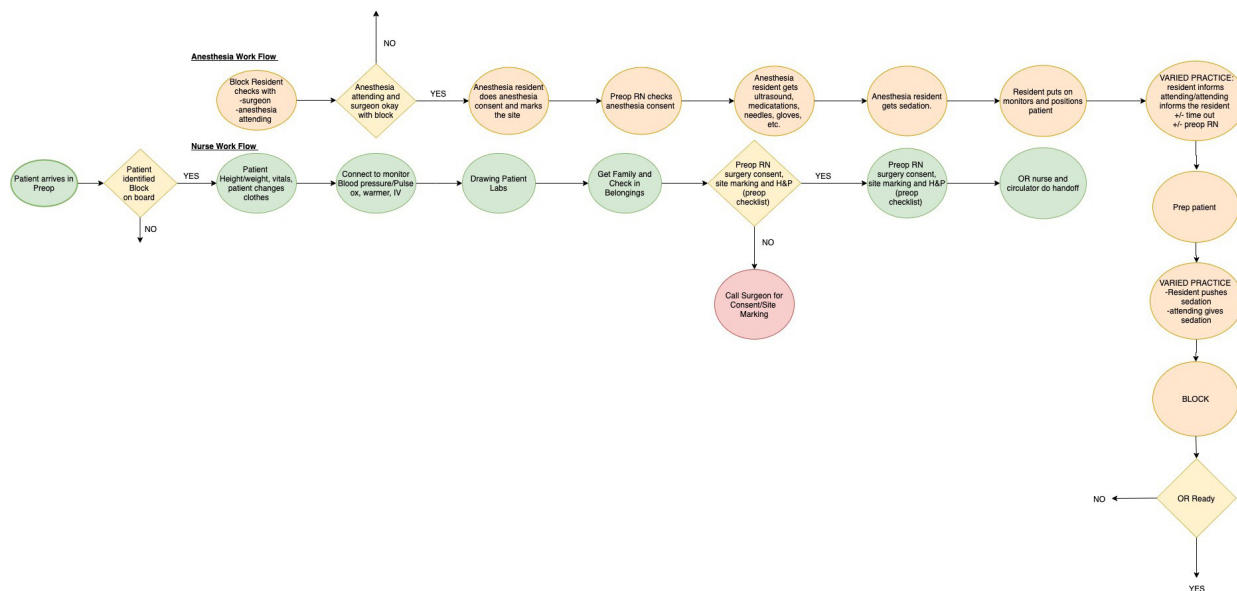 NO
Anesthesia Work Flow
Block Resident
checks with
-surgeon
-anesthesia
attending
Anesthesia
attending and
surgeon okay
with block
YES
Anesthesia resident
does anesthesia
consent and marks
the site
Preop RN checks
anesthesia consent
Anesthesia
resident gets
ultrasound,
medicatations,
needles, gloves,
etc.
Anesthesia resident
gets sedation.
Resident puts on
monitors and positions
patient
VARIED PRACTICE:
resident informs
attending/attending
informs the resident
+/- time out
+/- preop RN
Nurse Work Flow
Patient arrives in
Preop
Patient
identified
Block
on board
YES
NO
Patient
Height/weight, vitals,
patient changes
clothes
Connect to monitor
Blood pressure/Pulse
ox, warmer, IV
Drawing Patient
Labs
Get Family and
Check in
Belongings
Preop RN
surgery consent,
site marking and H&P
(preop
checklist)
YES
NO
Preop RN
surgery consent,
site marking and H&P
(preop
checklist)
OR nurse and
circulator do handoff
Call Surgeon for
Consent/Site
Marking
Prep patient
VARIED PRACTICE
-Resident pushes
sedation
-attending gives
sedation
BLOCK
OR Ready
NO
YES